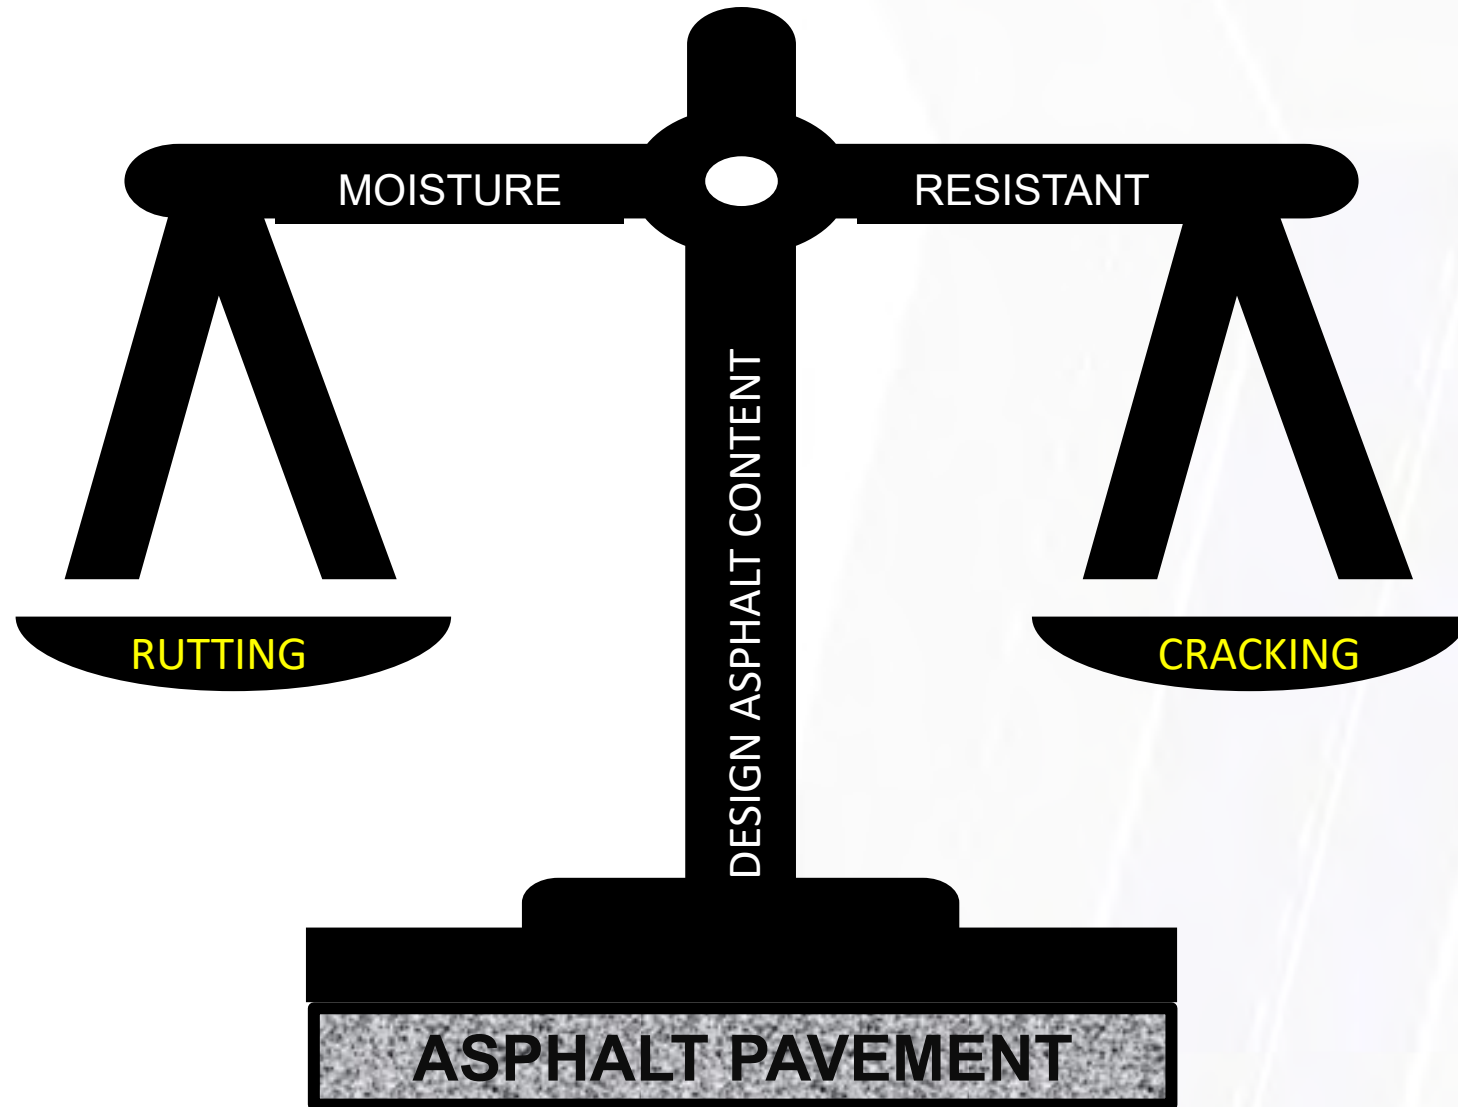 MOISTURE
RESISTANT
DESIGN ASPHALT CONTENT
RUTTING
CRACKING
ASPHALT PAVEMENT